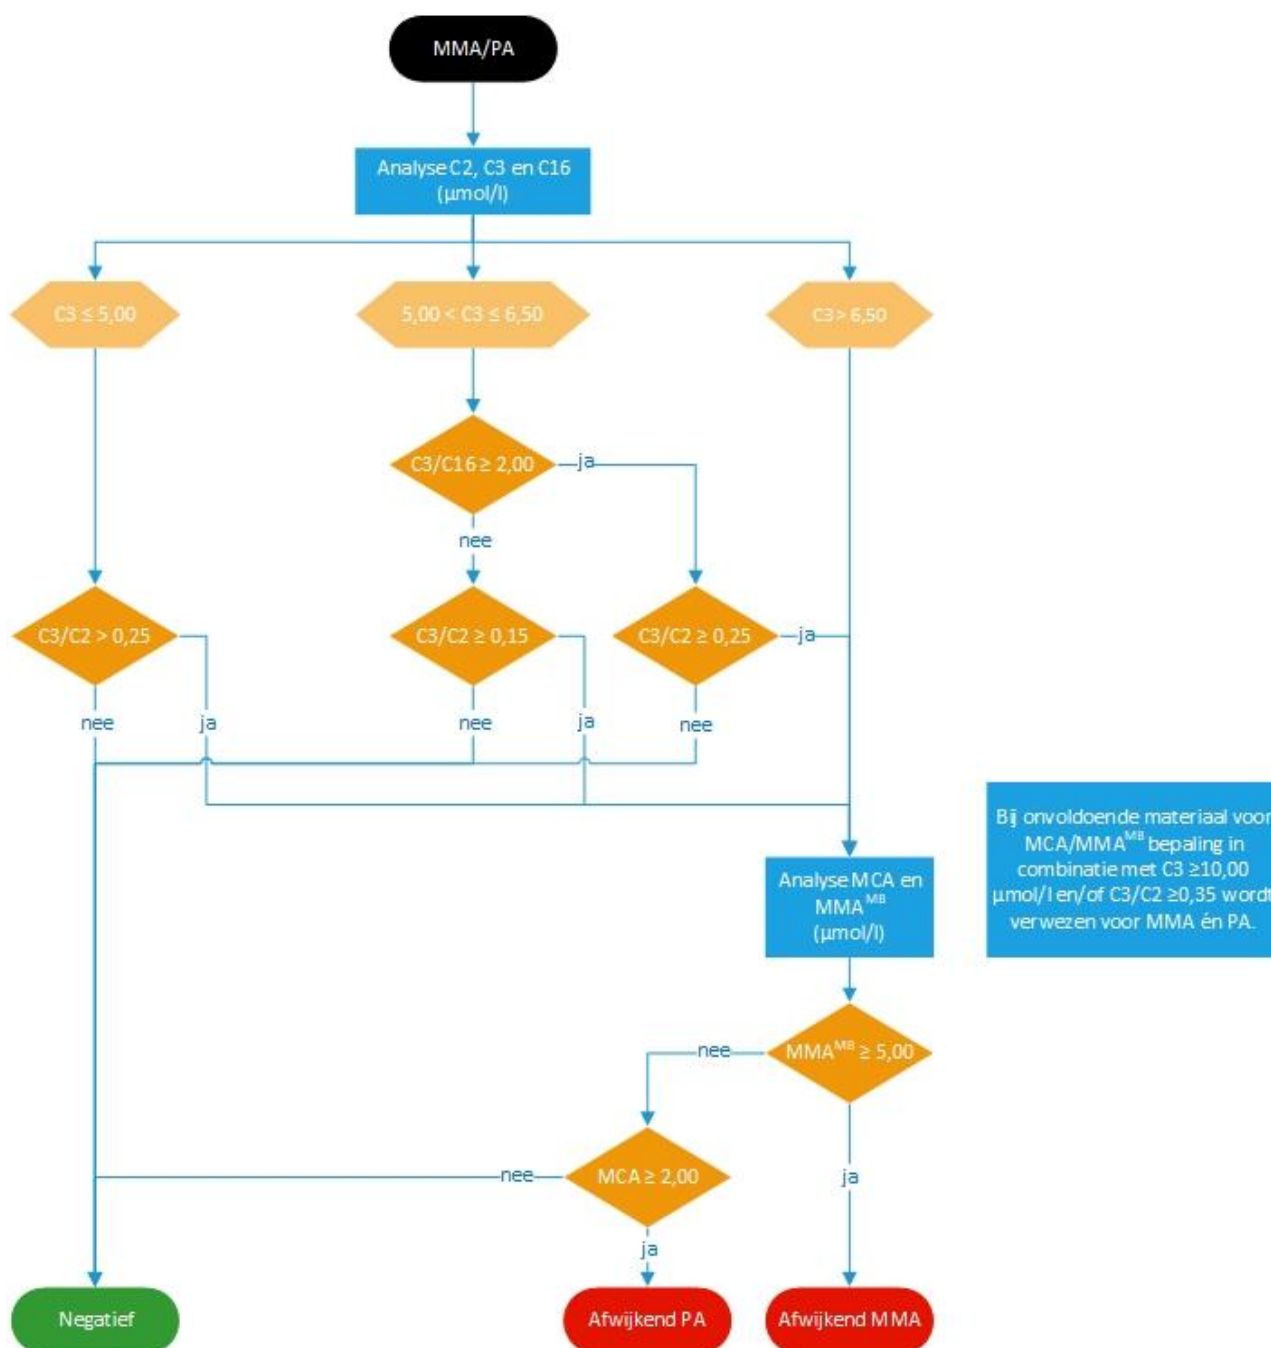 MMA/PA
Analyse C2, C3 en C16
(µmol/l)
C3 ≤ 5,00
5,00 < C3 ≤ 6,50
C3 > 6,50
C3/C16 ≥ 2,00
ja
nee
C3/C2 > 0,25
C3/C2 ≥ 0,15
C3/C2 ≥ 0,25
ja
nee
ja
nee
ja
nee
Bij onvoldoende materiaal voor
MCA/MMA^MB bepaling in
combinatie met C3 ≥10,00
µmol/l en/of C3/C2 ≥0,35 wordt
verwezen voor MMA én PA.
Analyse MCA en
MMA^MB
(µmol/l)
nee
MMA^MB ≥ 5,00
nee
MCA ≥ 2,00
ja
ja
Negatief
Afwijkend PA
Afwijkend MMA